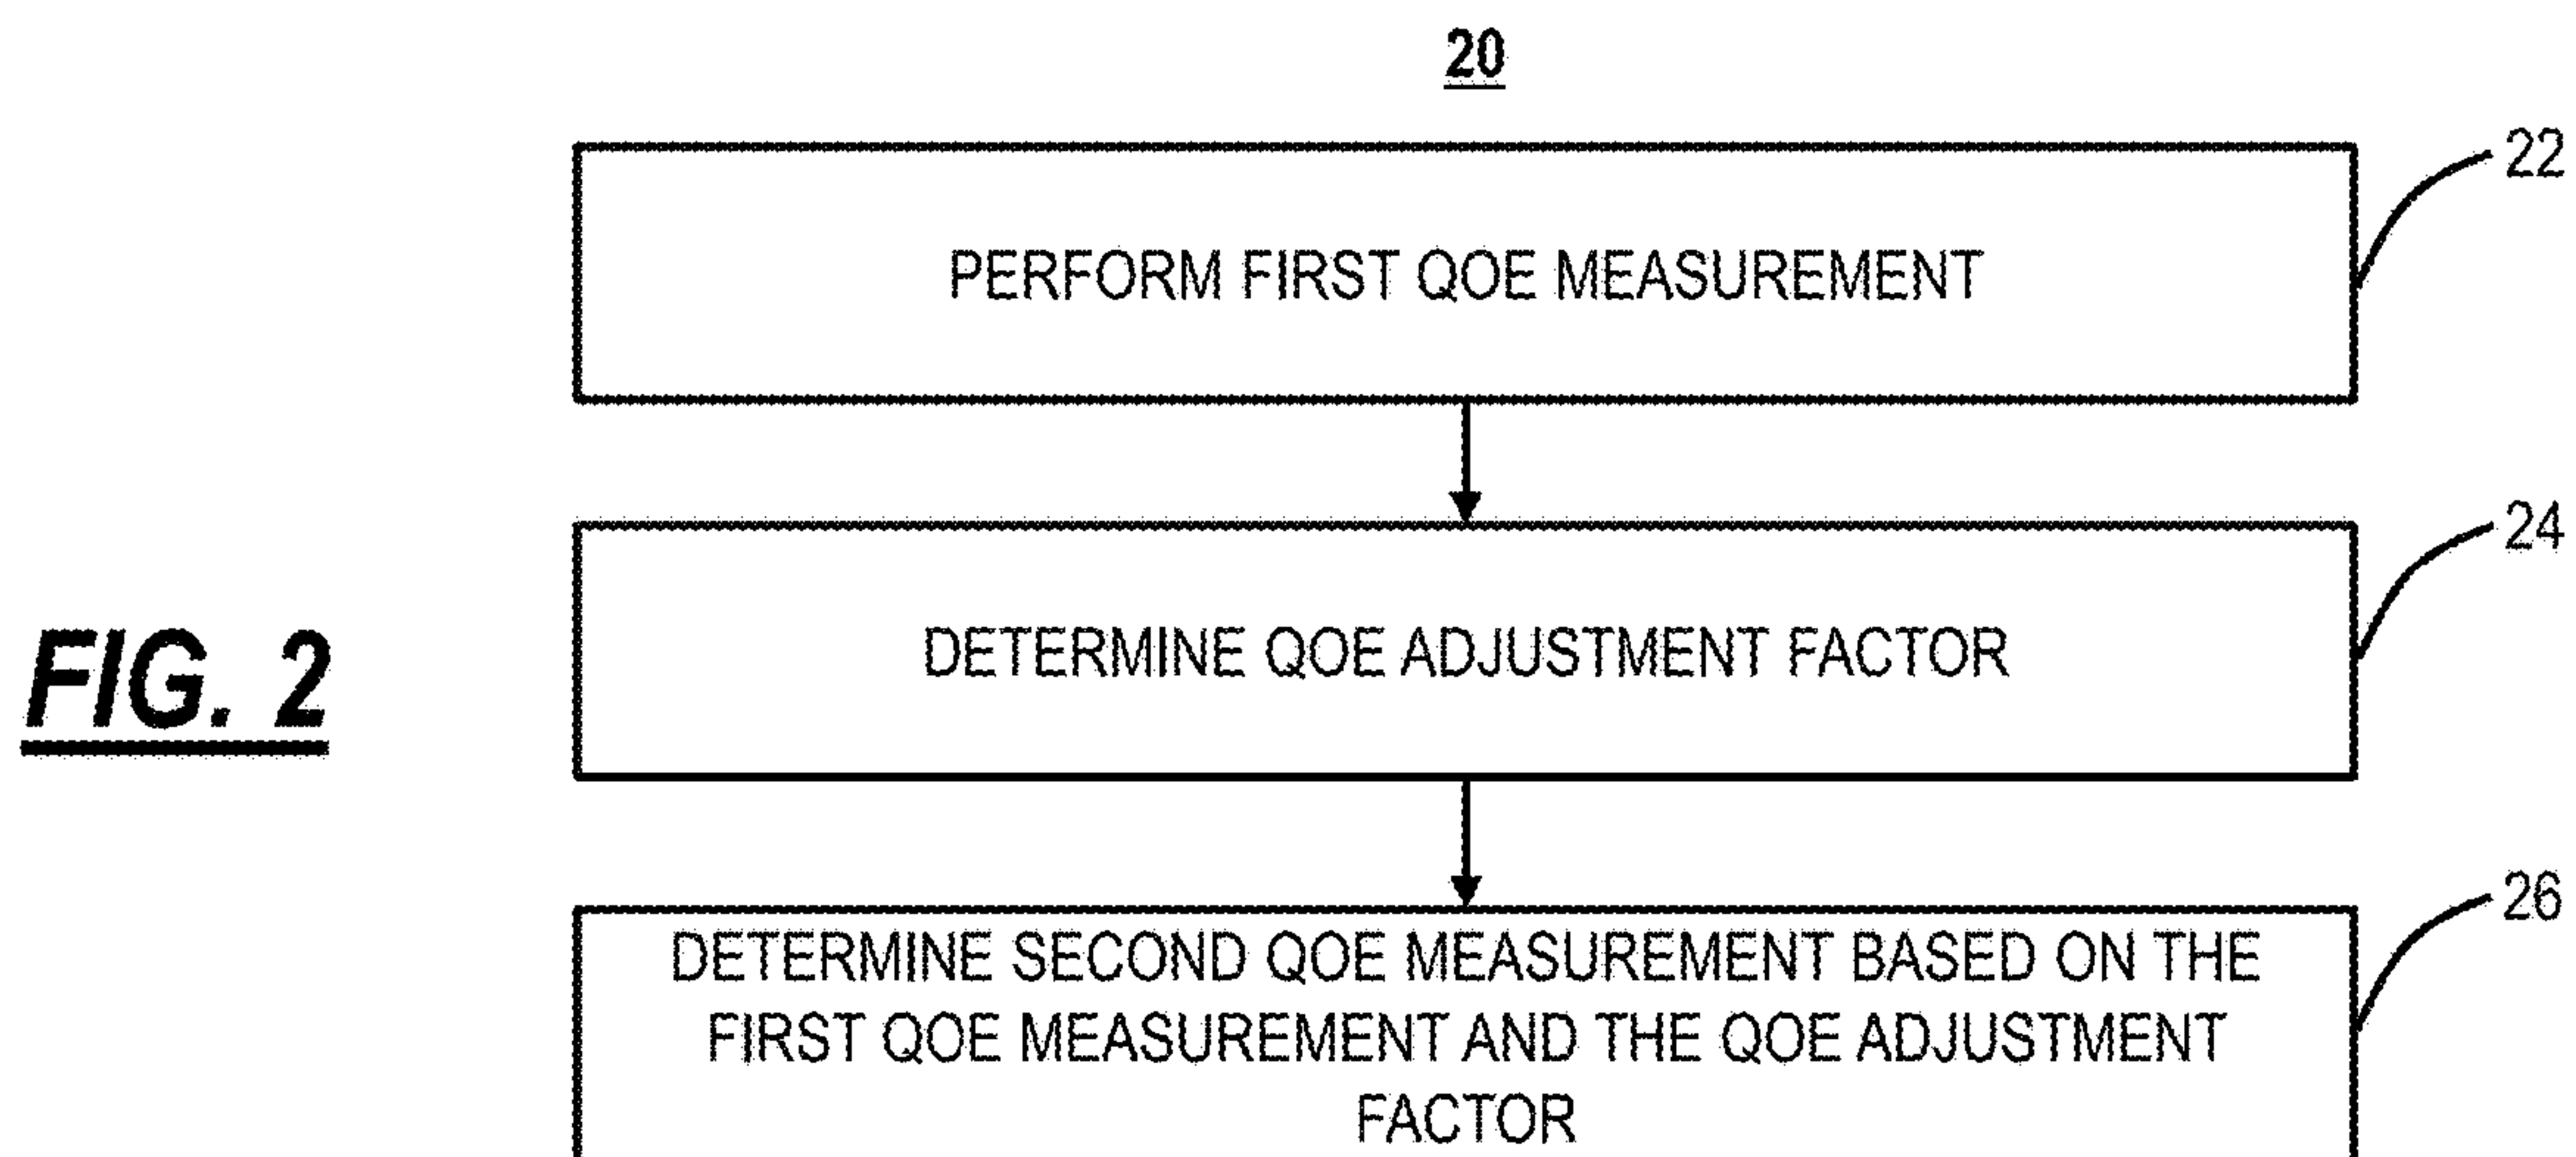 20
22
PERFORM FIRST QOE MEASUREMENT
24
DETERMINE QOE ADJUSTMENT FACTOR
FIG. 2
26
DETERMINE SECOND QOE MEASUREMENT BASED ON THE
FIRST QOE MEASUREMENT AND THE QOE ADJUSTMENT
FACTOR